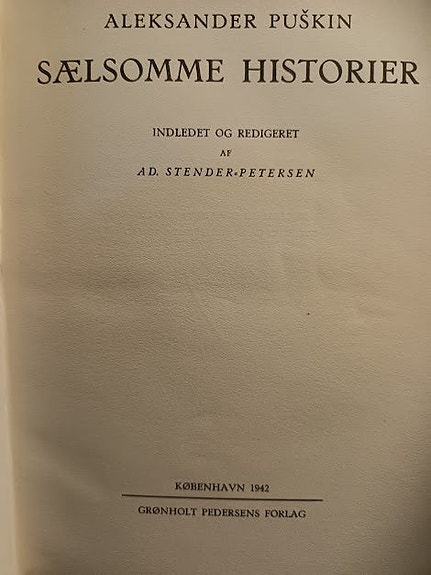 ALEKSANDER PUŠKIN
SÆLSOMME HISTORIER
INDLEDET OG REDIGERET
AF
AD. STENDER-PETERSEN
KØBENHAVN 1942
GRØNHOLT PEDERSENS FORLAG